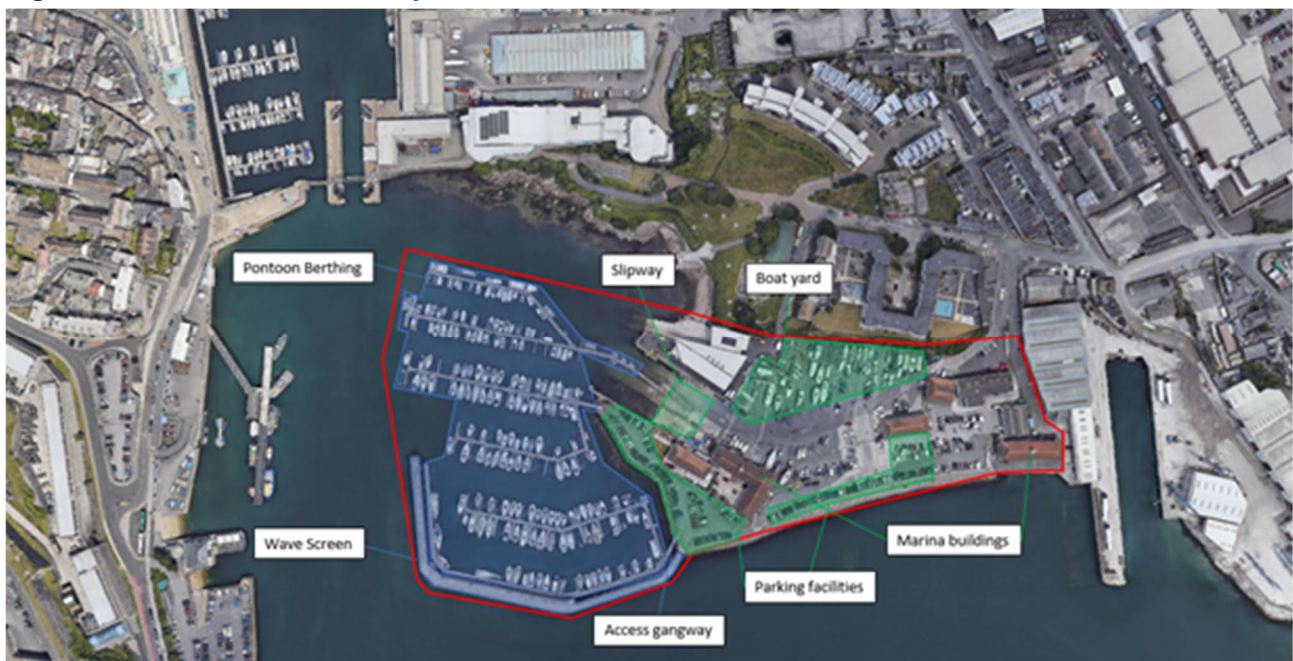 Pontoon Berthing
Slipway
Boat yard
Wave Screen
Marina buildings
Parking facilities
Access gangway